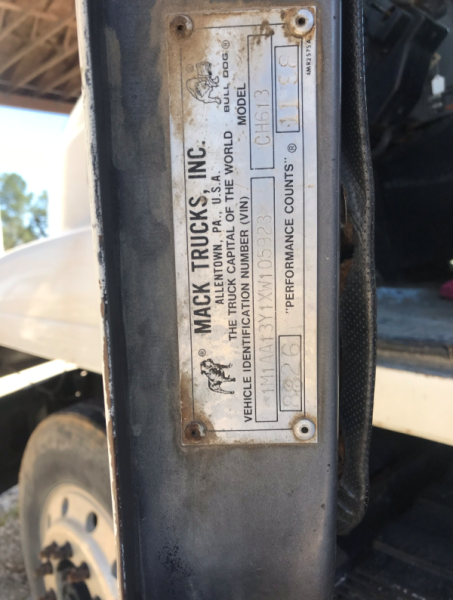 MACK TRUCKS, INC.
ALLENTOWN, PA., U.S.A.
THE TRUCK CAPITAL OF THE WORLD
BULL DOG®
VEHICLE IDENTIFICATION NUMBER (VIN)
MODEL
1M1AA13Y1XW105923
CH613
"PERFORMANCE COUNTS" ®